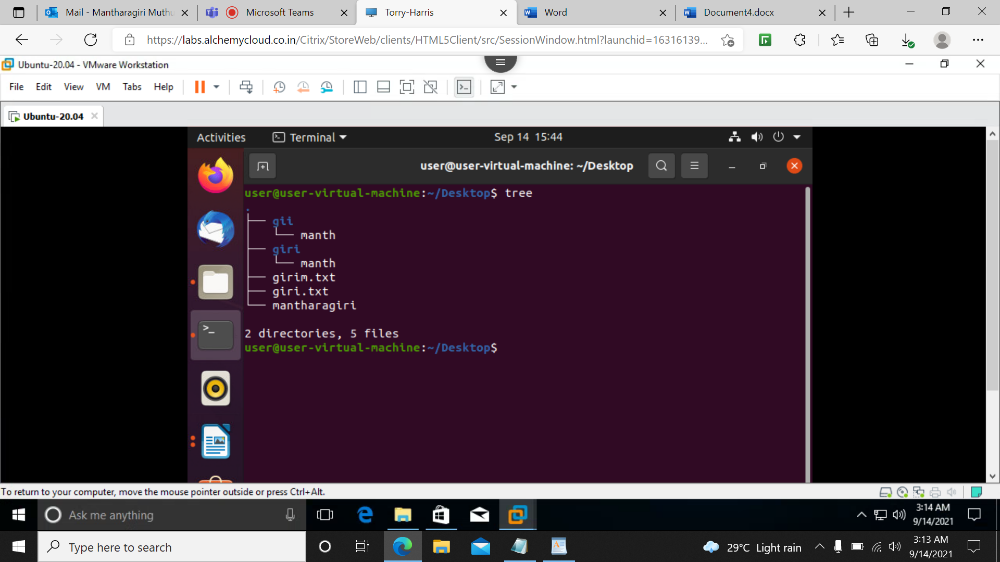 Mail - Mantharagiri Muthu
Microsoft Teams
Torry-Harris
Word
Document4.docx
https://labs.alchemycloud.co.in/Citrix/StoreWeb/clients/HTML5Client/src/SessionWindow.html?launchid=16316139...
Ubuntu-20.04 - VMware Workstation
File Edit View VM Tabs Help
Ubuntu-20.04
Activities Terminal Sep 14 15:44
user@user-virtual-machine: ~/Desktop
user@user-virtual-machine:~/Desktop$ tree
.
├── gii
│   └── manth
├── giri
│   └── manth
├── girim.txt
├── giri.txt
└── mantharagiri
2 directories, 5 files
user@user-virtual-machine:~/Desktop$
To return to your computer, move the mouse pointer outside or press Ctrl+Alt.
Ask me anything
3:14 AM
9/14/2021
Type here to search
29°C Light rain
3:13 AM
9/14/2021